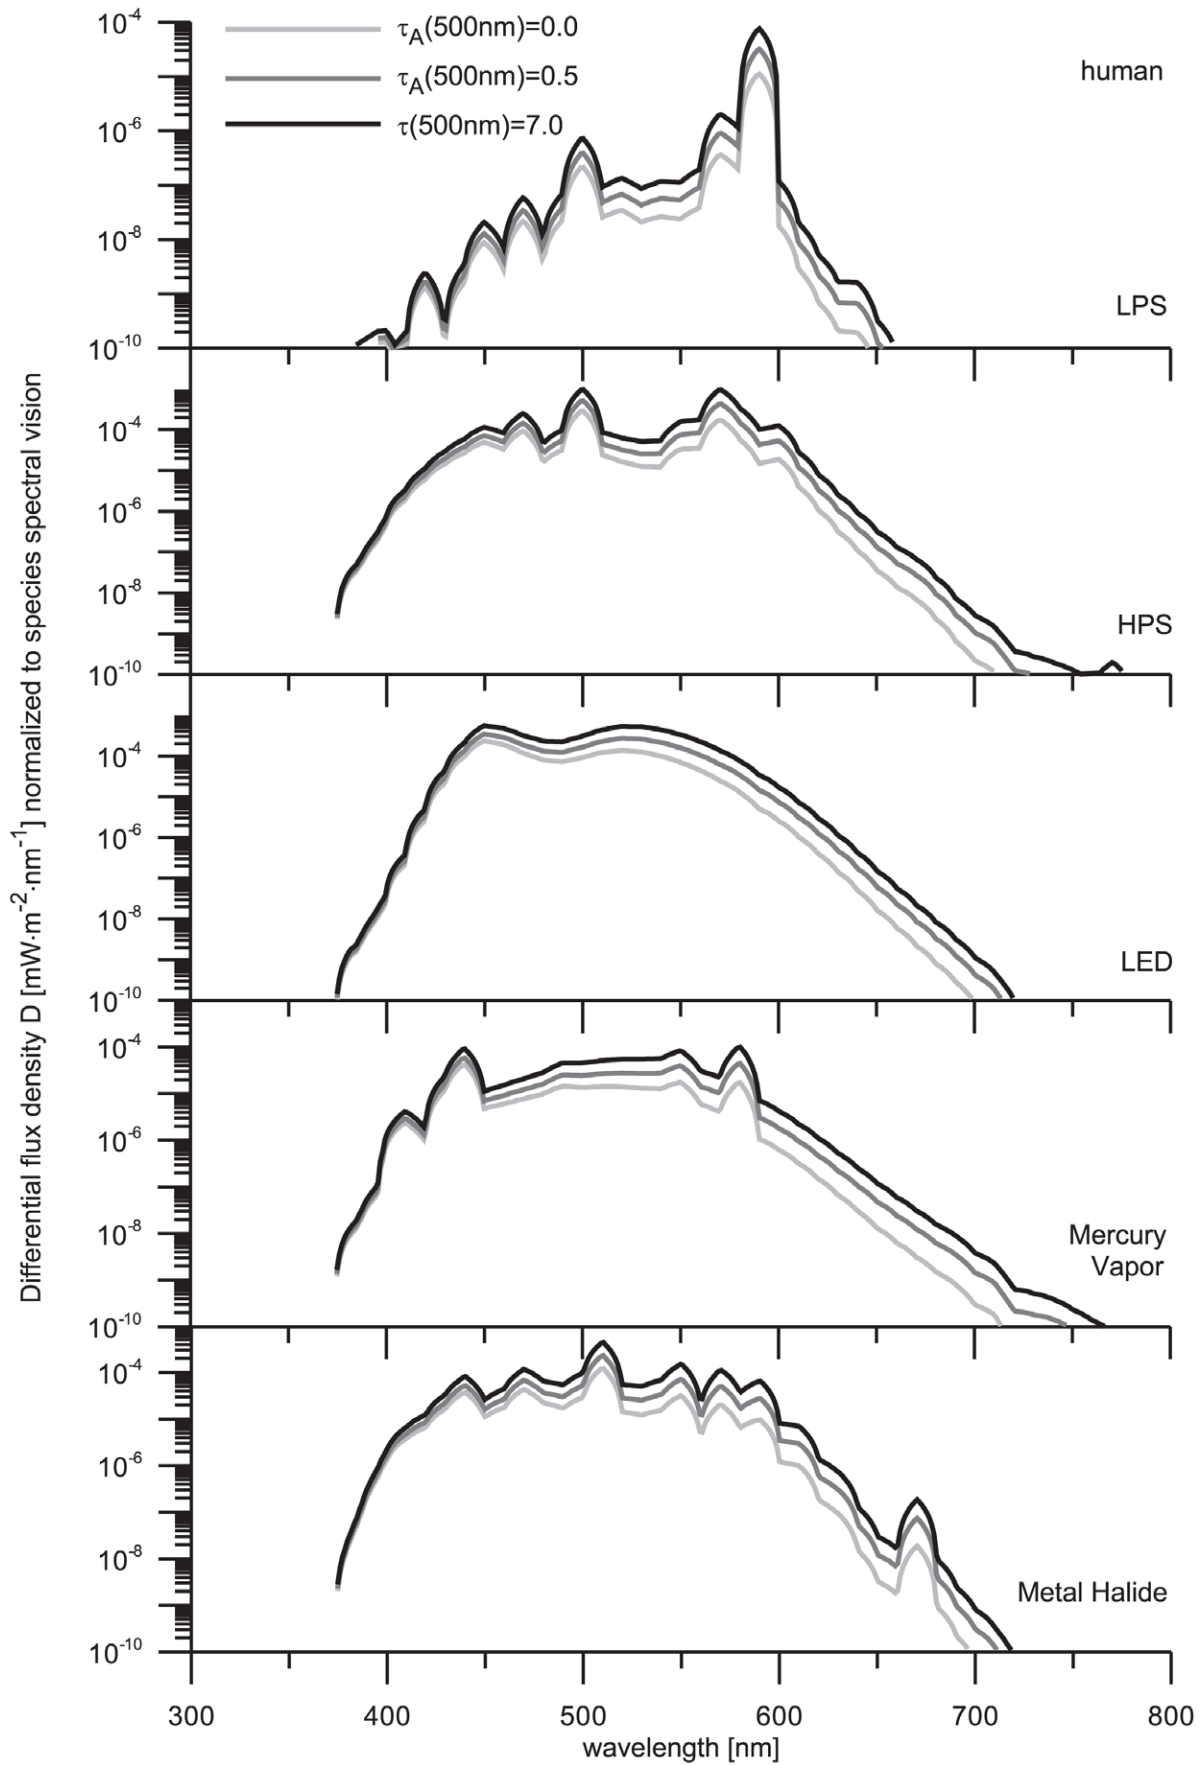 Differential flux density D [mW·m⁻²·nm⁻¹] normalized to species spectral vision
10⁻⁴
10⁻⁶
10⁻⁸
10⁻¹⁰
τA(500nm)=0.0
τA(500nm)=0.5
τ(500nm)=7.0
human
LPS
10⁻⁴
10⁻⁶
10⁻⁸
10⁻¹⁰
HPS
10⁻⁴
10⁻⁶
10⁻⁸
10⁻¹⁰
LED
10⁻⁴
10⁻⁶
10⁻⁸
10⁻¹⁰
Mercury
Vapor
10⁻⁴
10⁻⁶
10⁻⁸
10⁻¹⁰
Metal Halide
300 400 500 600 700 800
wavelength [nm]